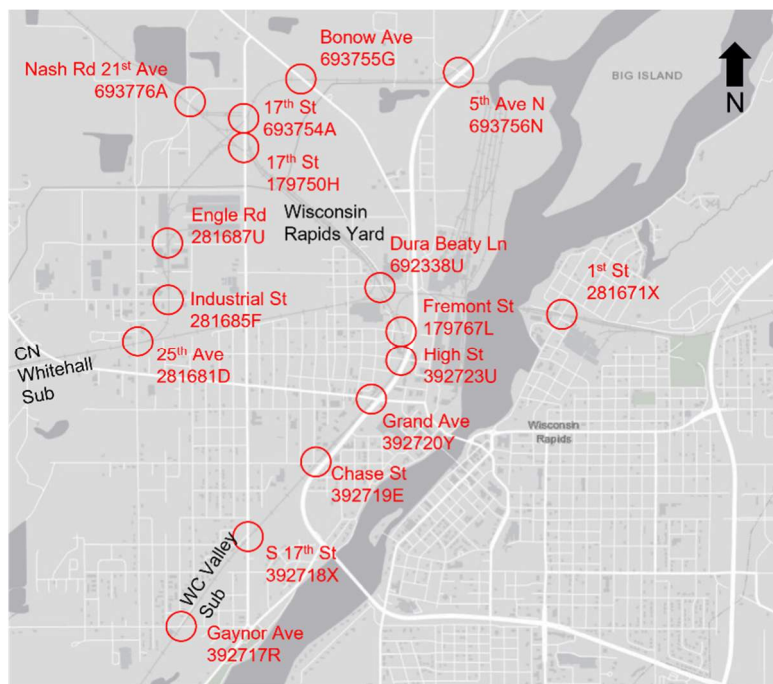 Bonow Ave
693755G
Nash Rd 21st Ave
693776A
BIG ISLAND
N
5th Ave N
693756N
17th St
693754A
17th St
179750H
Wisconsin
Rapids Yard
Engle Rd
281687U
Dura Beaty Ln
692338U
1st St
281671X
Industrial St
281685F
Fremont St
179767L
CN
Whitehall
Sub
25th Ave
281681D
High St
392723U
Grand Ave
392720Y
Wisconsin
Rapids
Chase St
392719E
S 17th St
392718X
WC Valley
Sub
Gaynor Ave
392717R